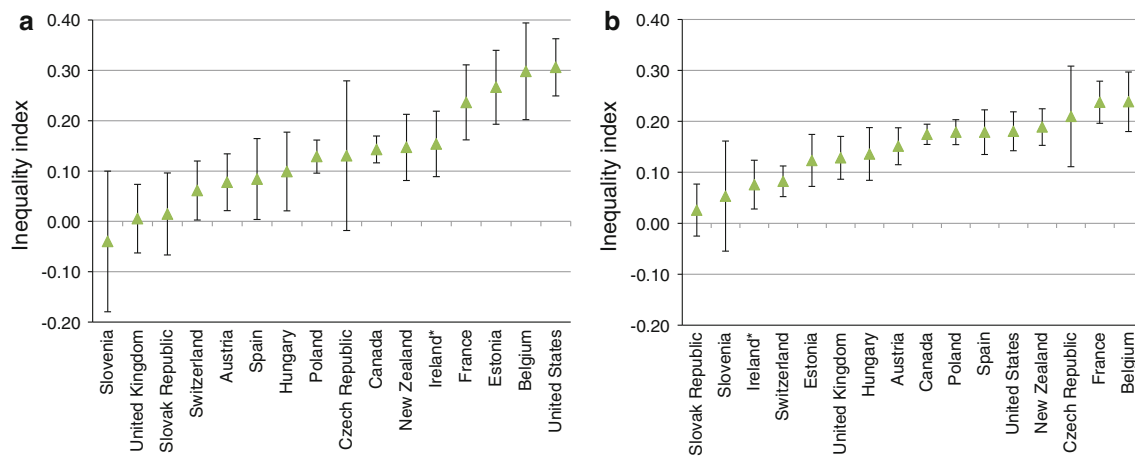 a
Inequality index
0.40
0.30
0.20
0.10
0.00
-0.10
-0.20
Slovenia
United Kingdom
Slovak Republic
Switzerland
Austria
Spain
Hungary
Poland
Czech Republic
Canada
New Zealand
Ireland*
France
Estonia
Belgium
United States
b
Inequality index
0.40
0.30
0.20
0.10
0.00
-0.10
-0.20
Slovak Republic
Slovenia
Ireland*
Switzerland
Estonia
United Kingdom
Hungary
Austria
Canada
Poland
Spain
United States
New Zealand
Czech Republic
France
Belgium